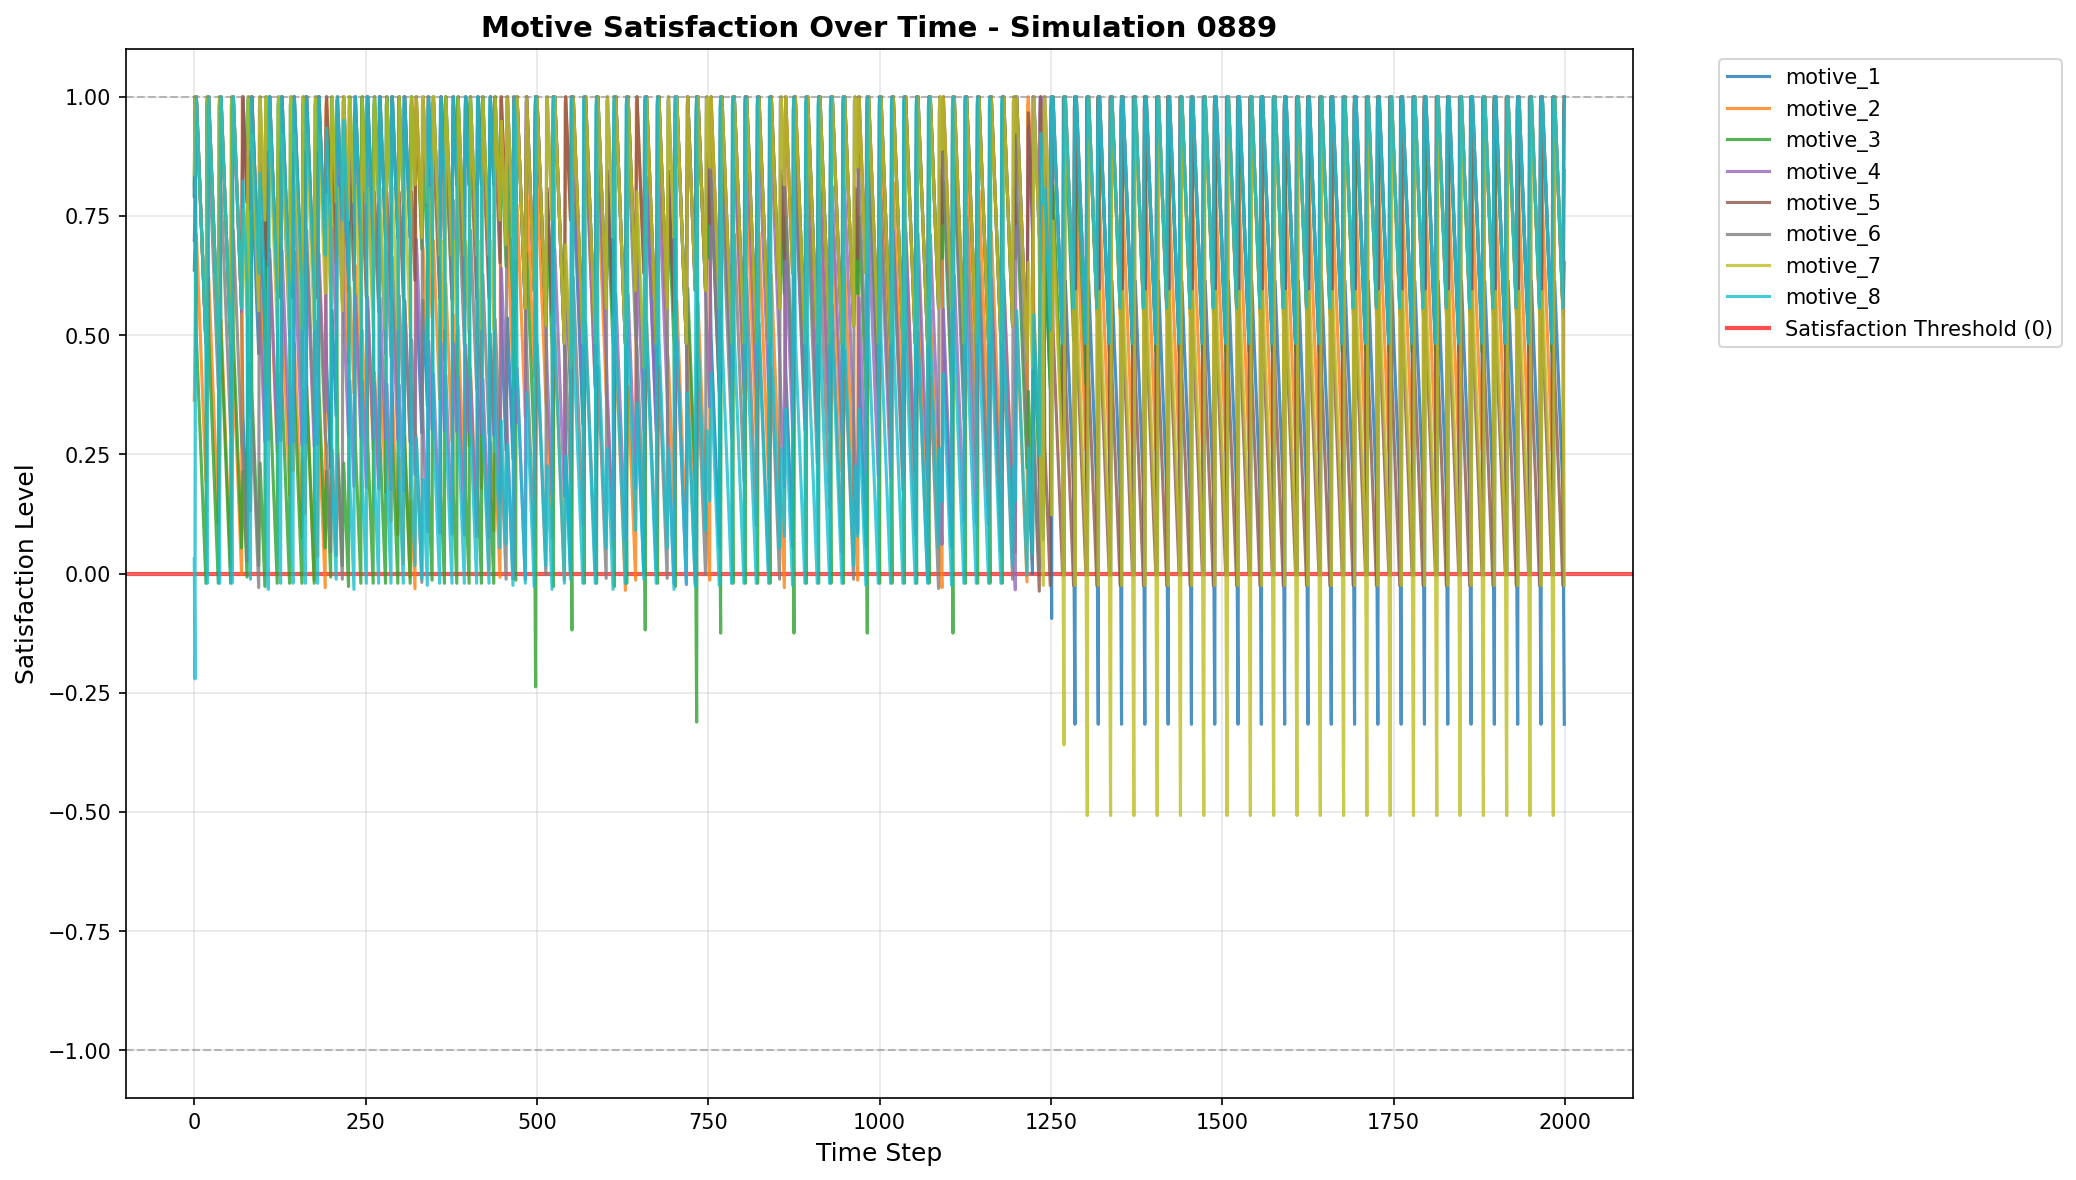 Motive Satisfaction Over Time - Simulation 0889
Satisfaction Level
1.00
0.75
0.50
0.25
0.00
−0.25
−0.50
−0.75
−1.00
0
250
500
750
1000
1250
1500
1750
2000
Time Step
motive_1
motive_2
motive_3
motive_4
motive_5
motive_6
motive_7
motive_8
Satisfaction Threshold (0)